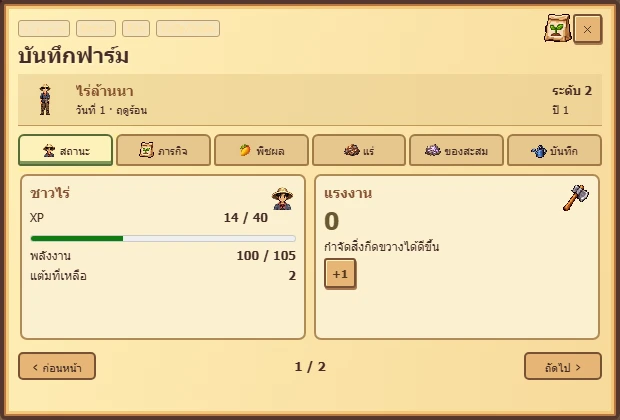 ×
บันทึกฟาร์ม
ไร่ล้านนา
ระดับ 2
วันที่ 1 · ฤดูร้อน
ปี 1
สถานะ
ภารกิจ
พืชผล
แร่
ของสะสม
บันทึก
ชาวไร่
XP 14 / 40
พลังงาน 100 / 105
แต้มที่เหลือ 2
แรงงาน
0
กำจัดสิ่งกีดขวางได้ดีขึ้น
+1
‹ ก่อนหน้า
1 / 2
ถัดไป ›